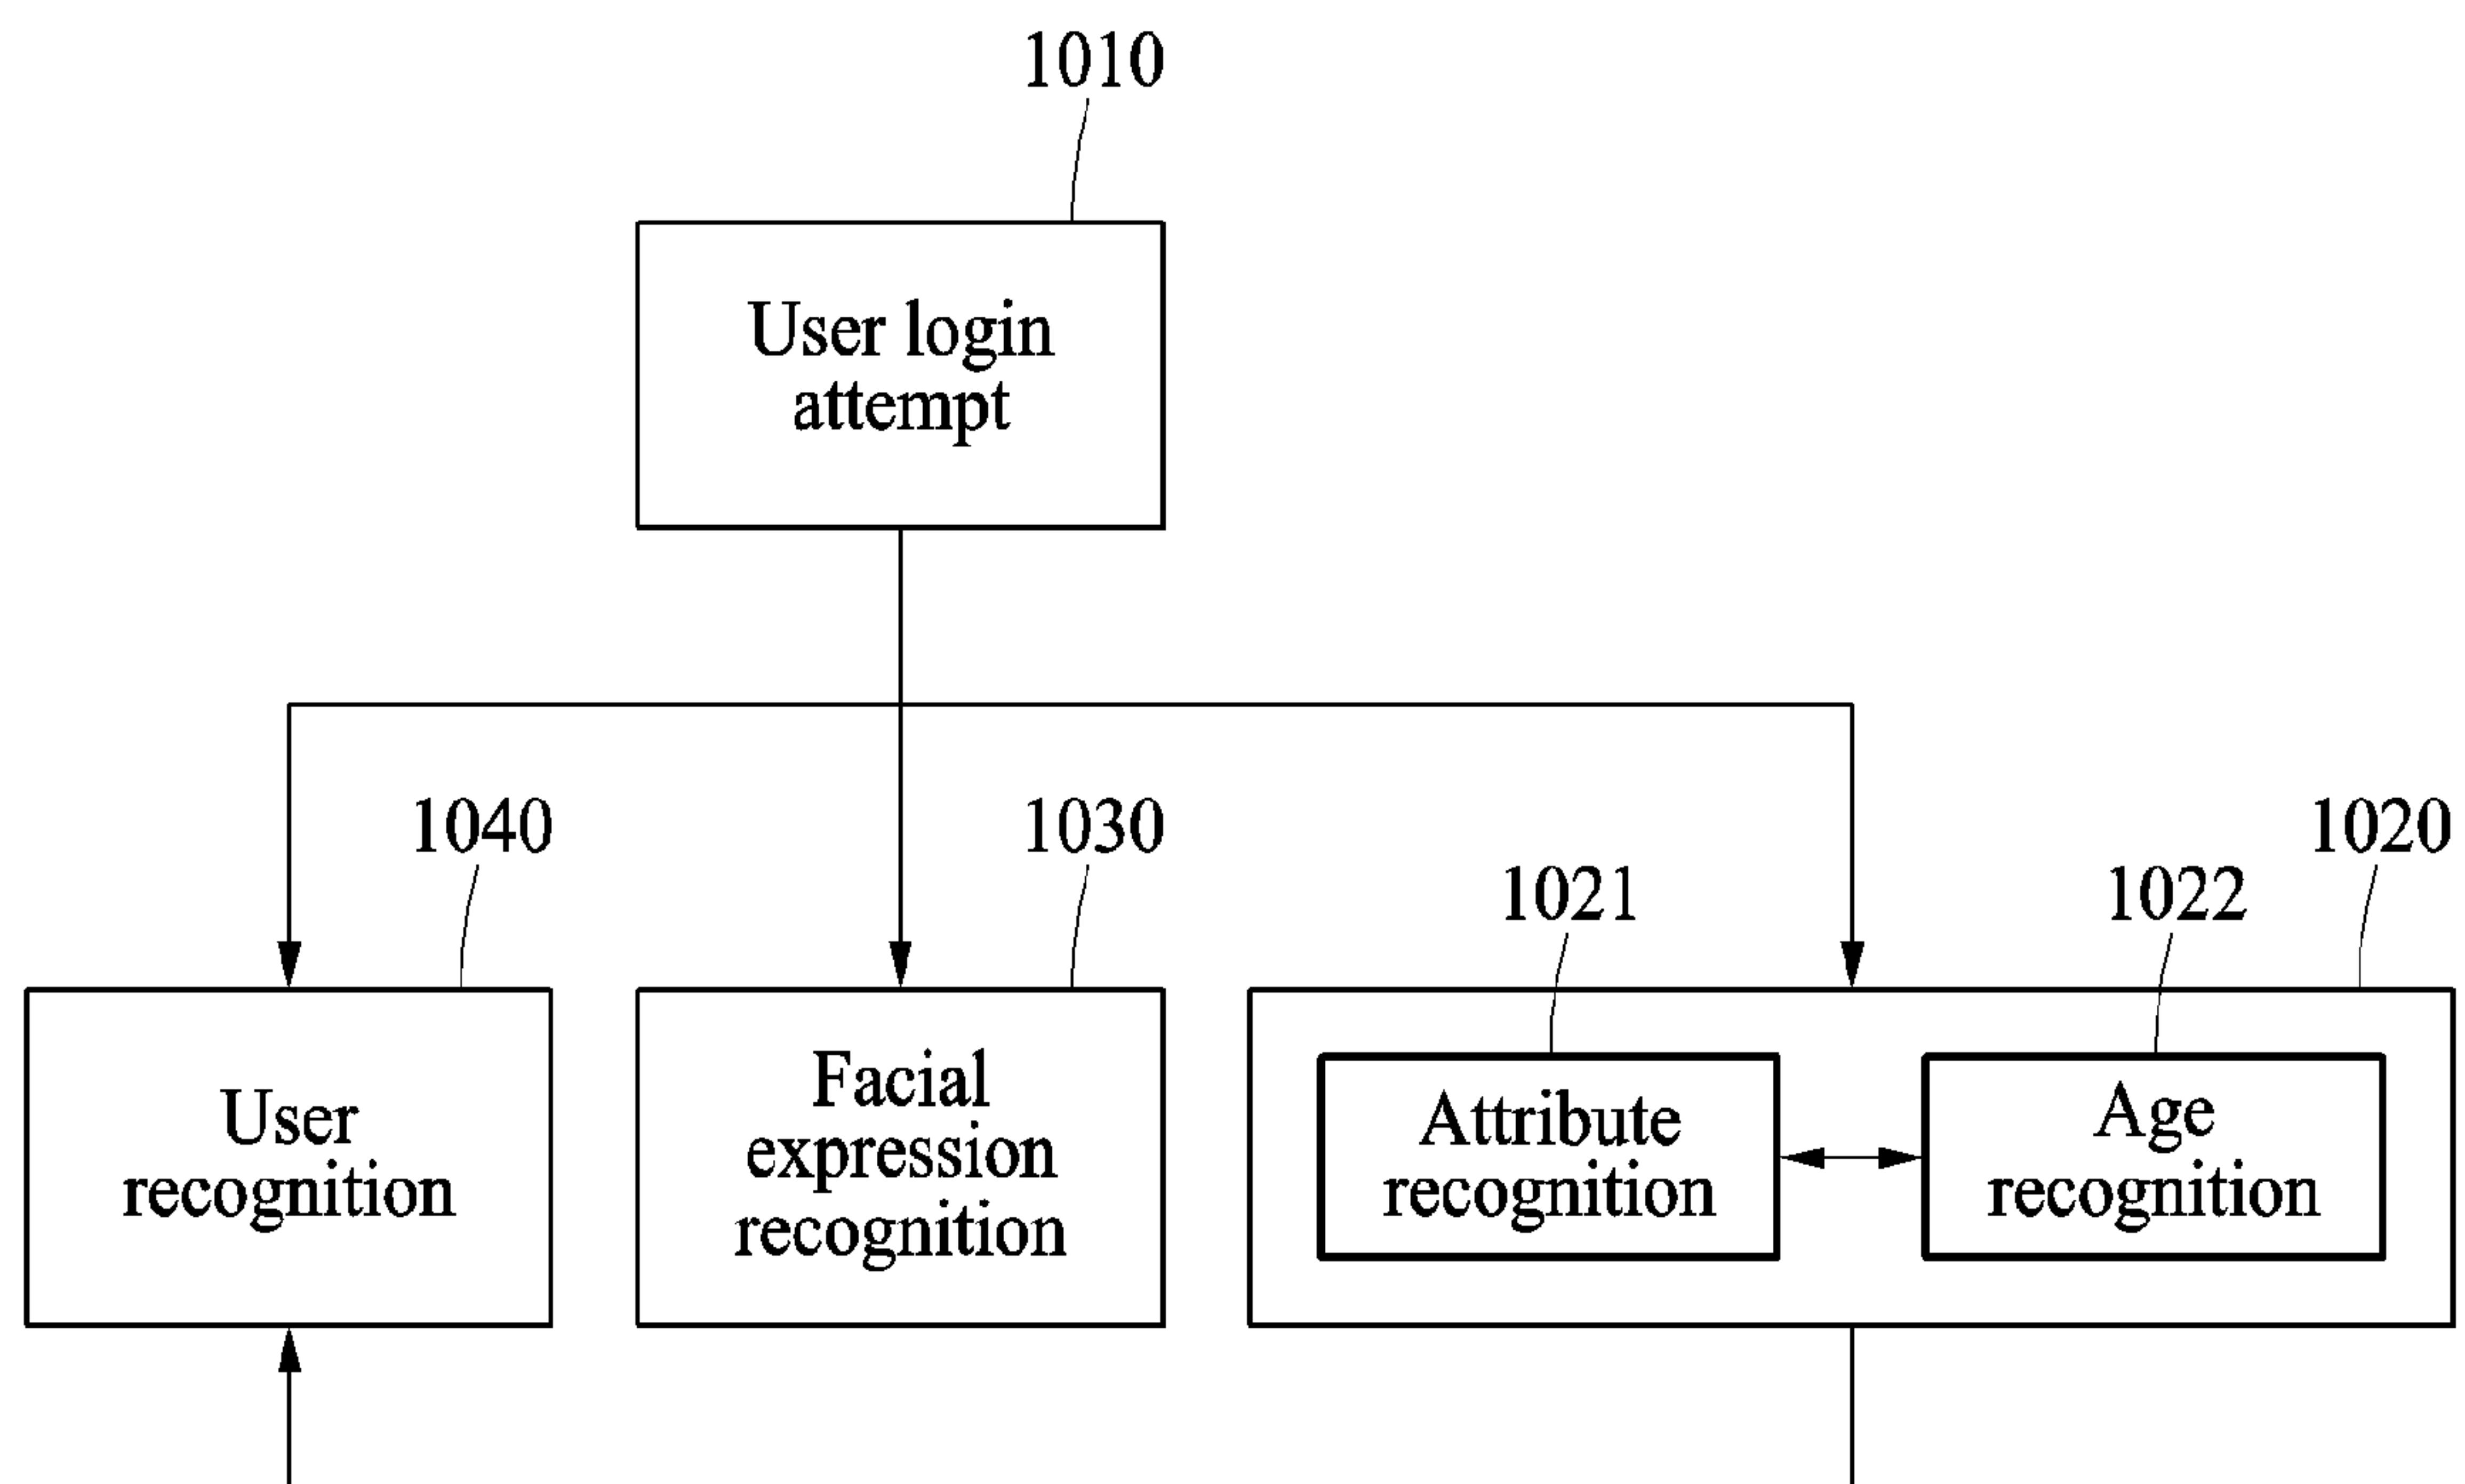 1010
User login
attempt
1040
1030
1020
1021
1022
User
recognition
Facial
expression
recognition
Attribute
recognition
Age
recognition